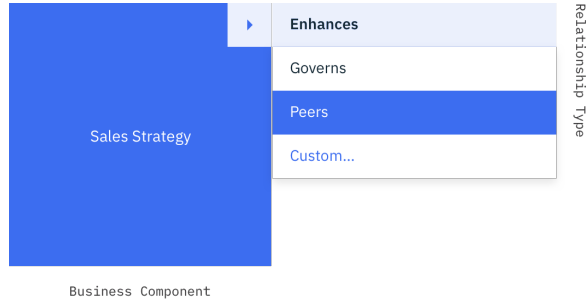 Enhances
Governs
Peers
Custom...
Sales Strategy
Business Component
Relationship Type